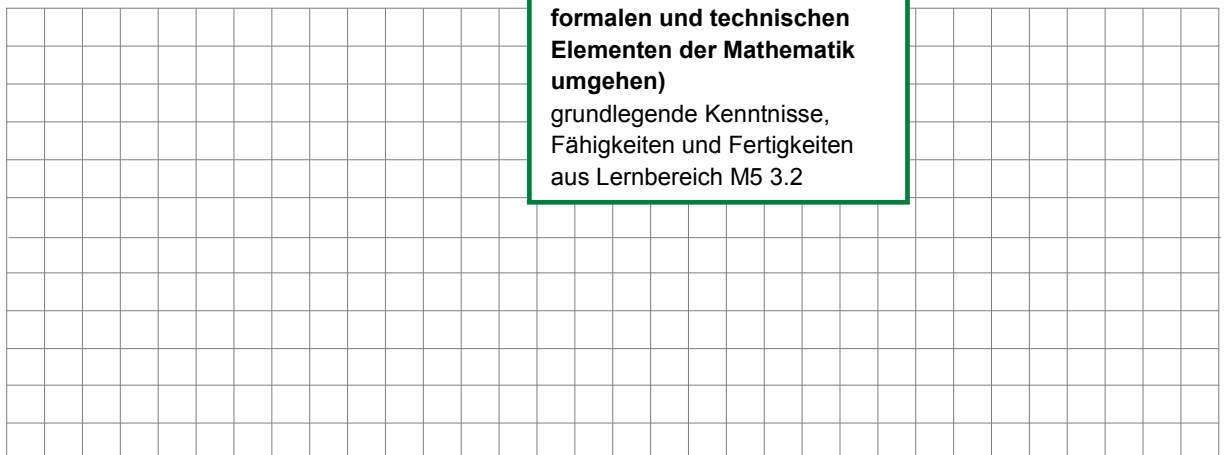 formalen und technischen
Elementen der Mathematik
umgehen)
grundlegende Kenntnisse,
Fähigkeiten und Fertigkeiten
aus Lernbereich M5 3.2